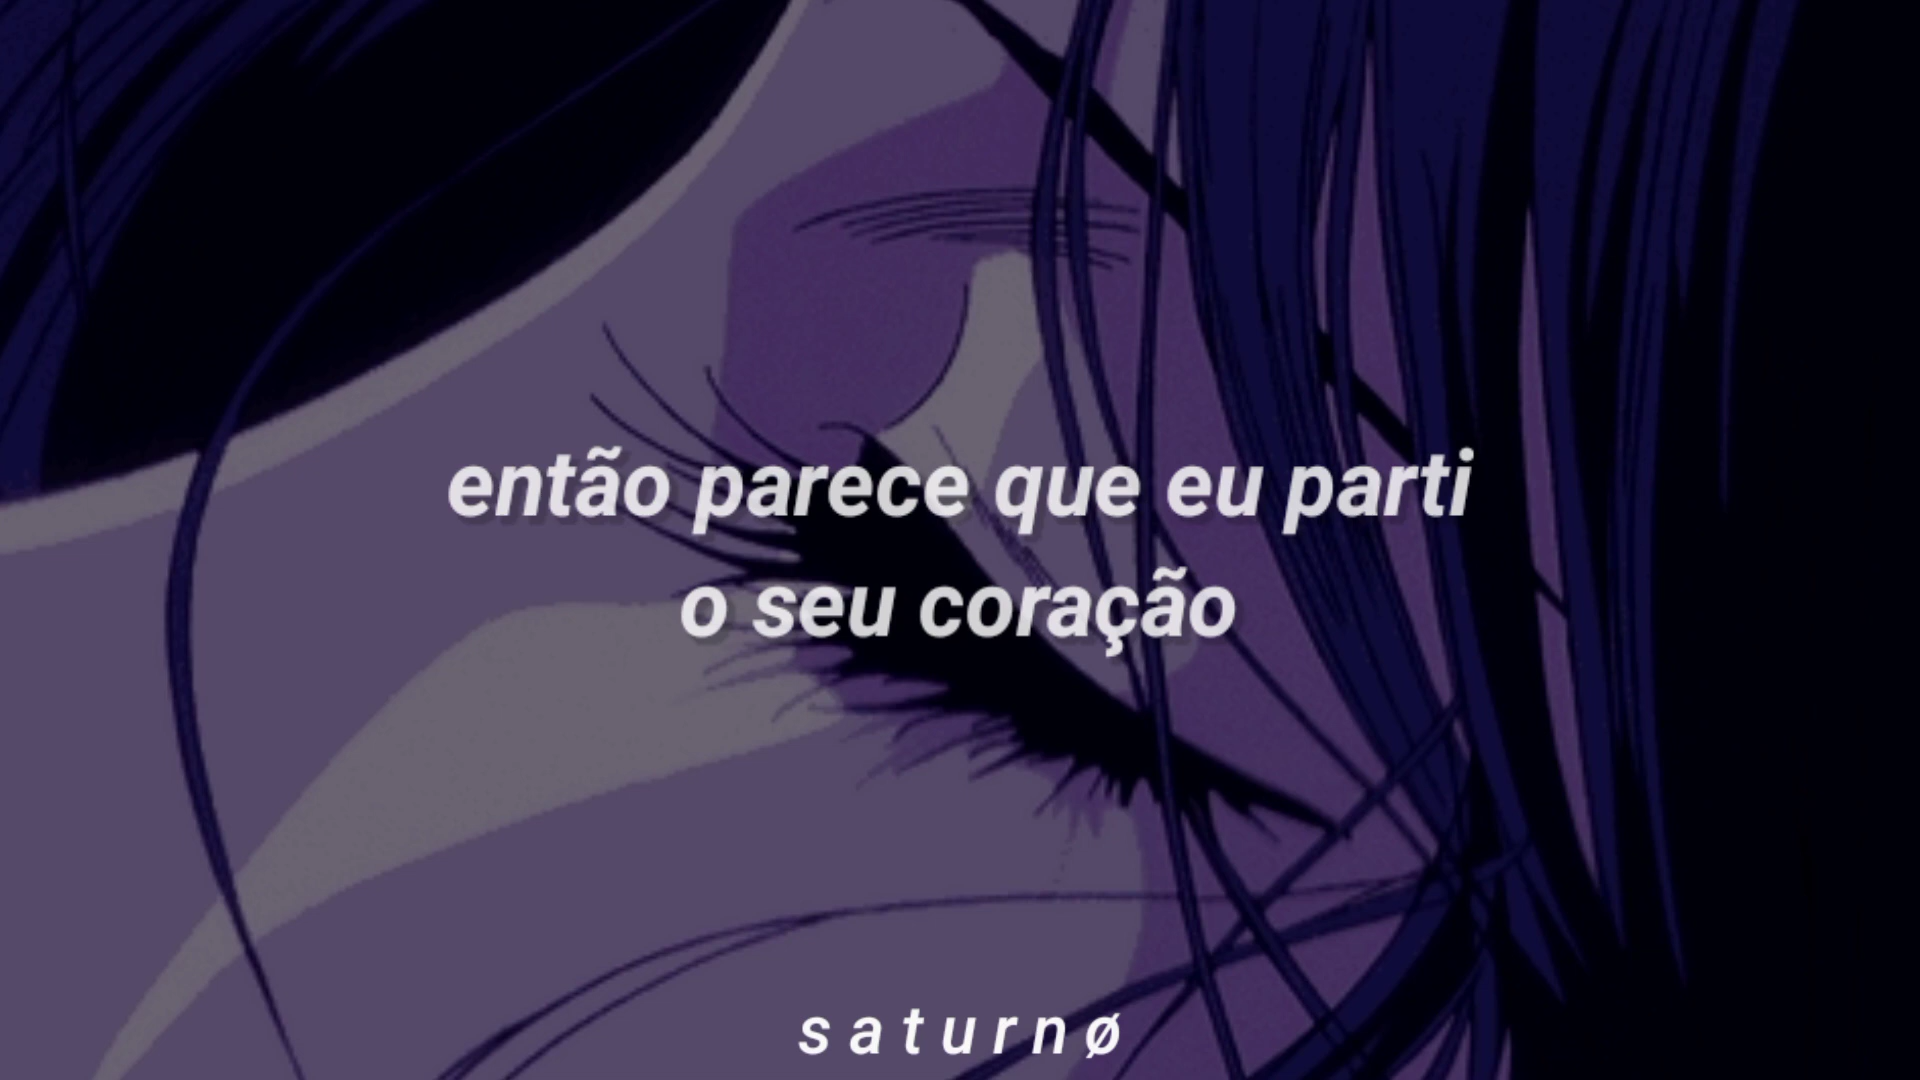 então parece que eu parti
o seu coração
s a t u r n ø